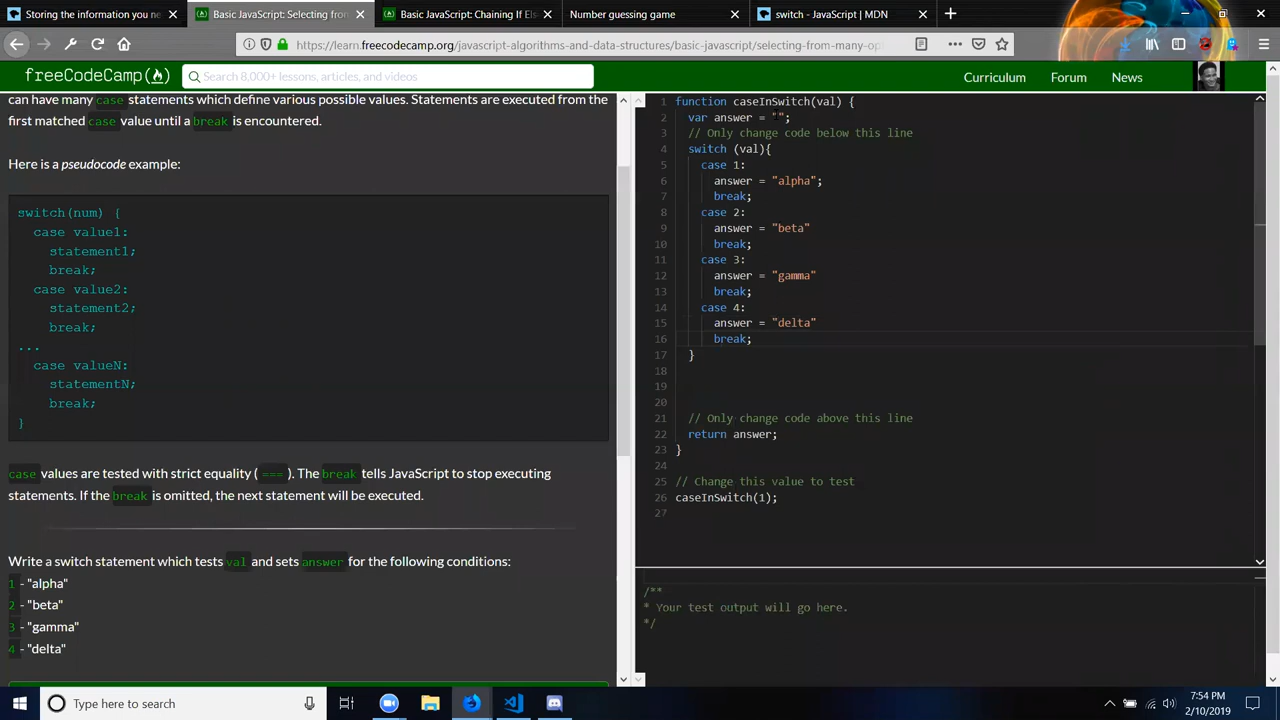 Storing the information you ne
Basic JavaScript: Selecting from
Basic JavaScript: Chaining If Els
Number guessing game
switch - JavaScript | MDN
https://learn.freecodecamp.org/javascript-algorithms-and-data-structures/basic-javascript/selecting-from-many-op
freeCodeCamp
Search 8,000+ lessons, articles, and videos
Curriculum
Forum
News
can have many case statements which define various possible values. Statements are executed from the
first matched case value until a break is encountered.
Here is a pseudocode example:
switch(num) {
case value1:
statement1;
break;
case value2:
statement2;
break;
...
case valueN:
statementN;
break;
}
case values are tested with strict equality ( === ). The break tells JavaScript to stop executing
statements. If the break is omitted, the next statement will be executed.
Write a switch statement which tests val and sets answer for the following conditions:
1 - "alpha"
2 - "beta"
3 - "gamma"
4 - "delta"
1 function caseInSwitch(val) {
2 var answer = "";
3 // Only change code below this line
4 switch (val){
5 case 1:
6 answer = "alpha";
7 break;
8 case 2:
9 answer = "beta"
10 break;
11 case 3:
12 answer = "gamma"
13 break;
14 case 4:
15 answer = "delta"
16 break;
17 }
18
19
20
21 // Only change code above this line
22 return answer;
23 }
24
25 // Change this value to test
26 caseInSwitch(1);
27
/**
* Your test output will go here.
*/
Type here to search
7:54 PM
2/10/2019